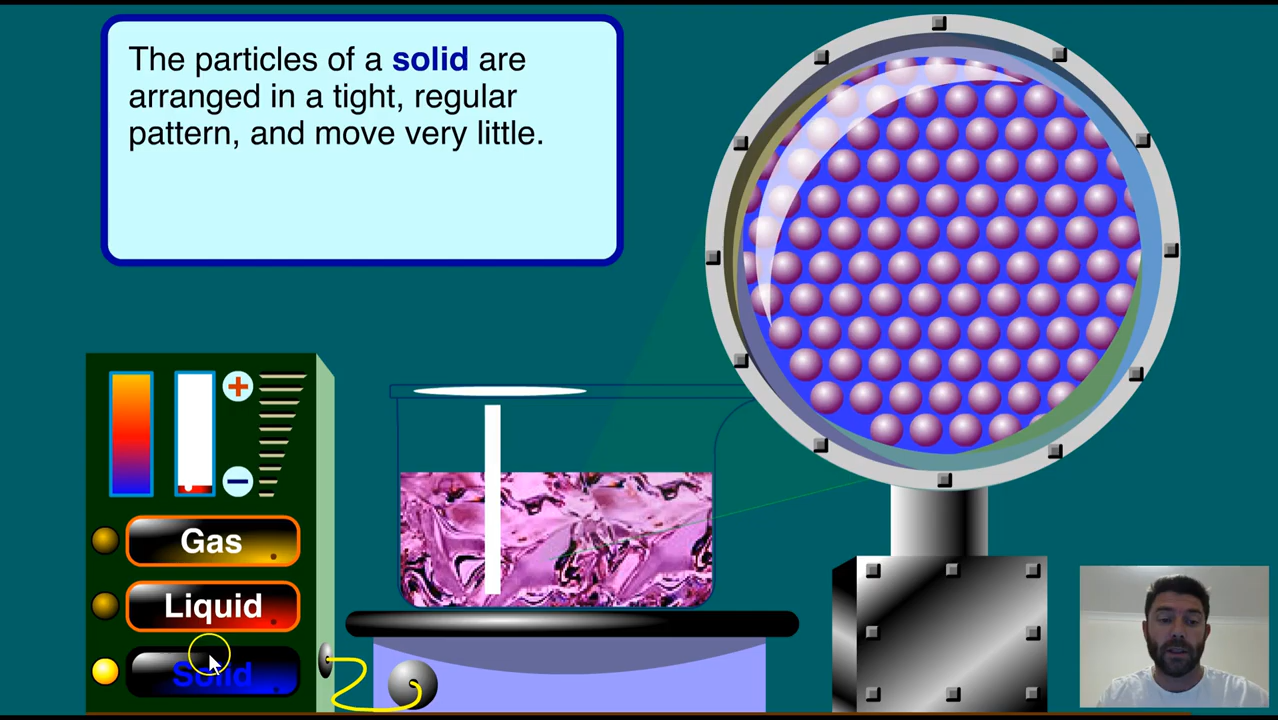 The particles of a solid are
arranged in a tight, regular
pattern, and move very little.
+
−
Gas
Liquid
Solid